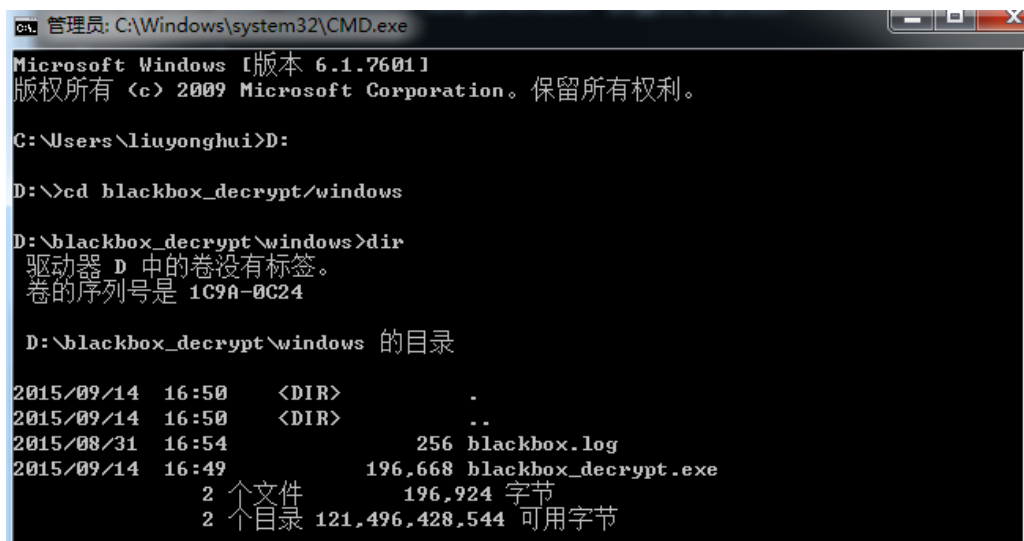 管理员: C:\Windows\system32\CMD.exe
Microsoft Windows [版本 6.1.7601]
版权所有 (c) 2009 Microsoft Corporation。保留所有权利。
C:\Users\liuyonghui>D:
D:\>cd blackbox_decrypt/windows
D:\blackbox_decrypt\windows>dir
驱动器 D 中的卷没有标签。
卷的序列号是 1C9A-0C24
D:\blackbox_decrypt\windows 的目录
2015/09/14  16:50    <DIR>          .
2015/09/14  16:50    <DIR>          ..
2015/08/31  16:54               256 blackbox.log
2015/09/14  16:49           196,668 blackbox_decrypt.exe
2 个文件        196,924 字节
2 个目录 121,496,428,544 可用字节